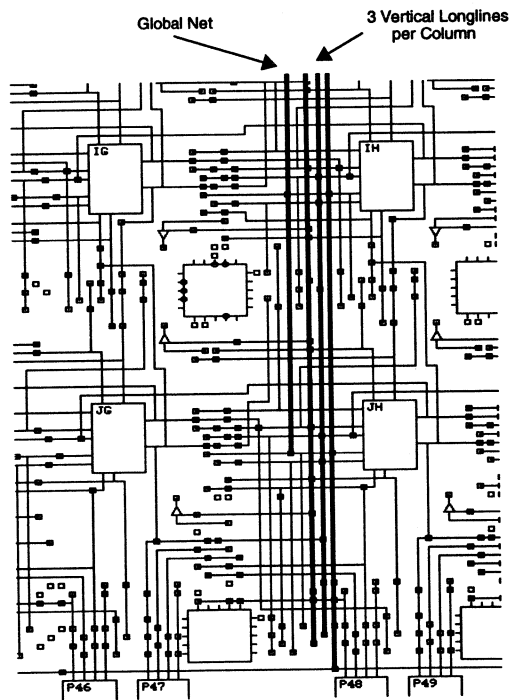 Global Net
3 Vertical Longlines
per Column
IG
IH
JG
JH
P46
P47
P48
P49